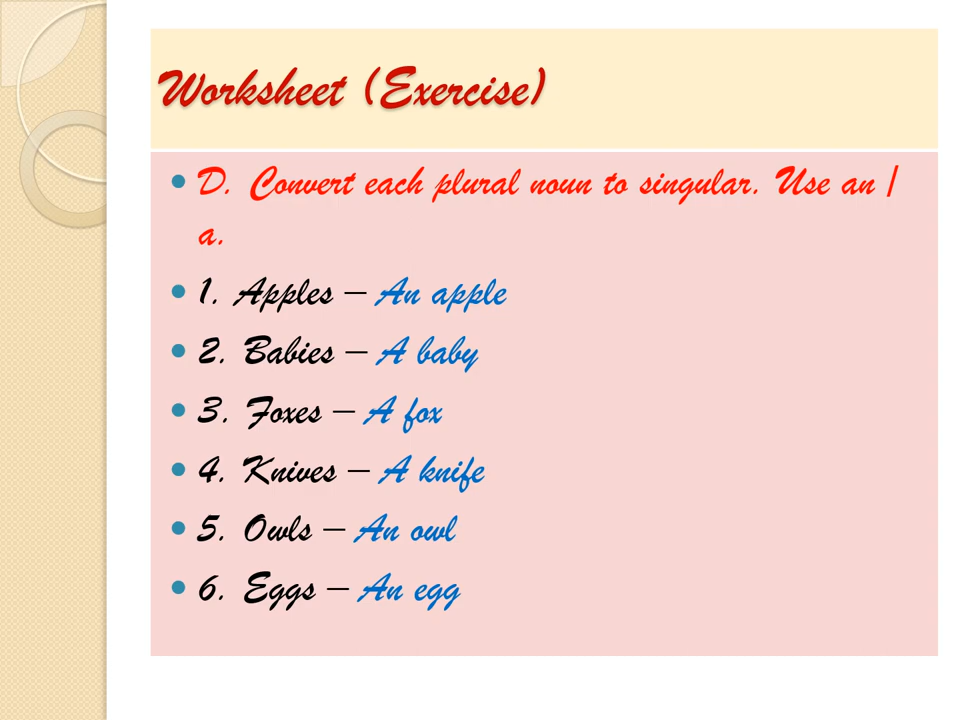 Worksheet (Exercise)
D. Convert each plural noun to singular. Use an /
a.
1. Apples – An apple
2. Babies – A baby
3. Foxes – A fox
4. Knives – A knife
5. Owls – An owl
6. Eggs – An egg